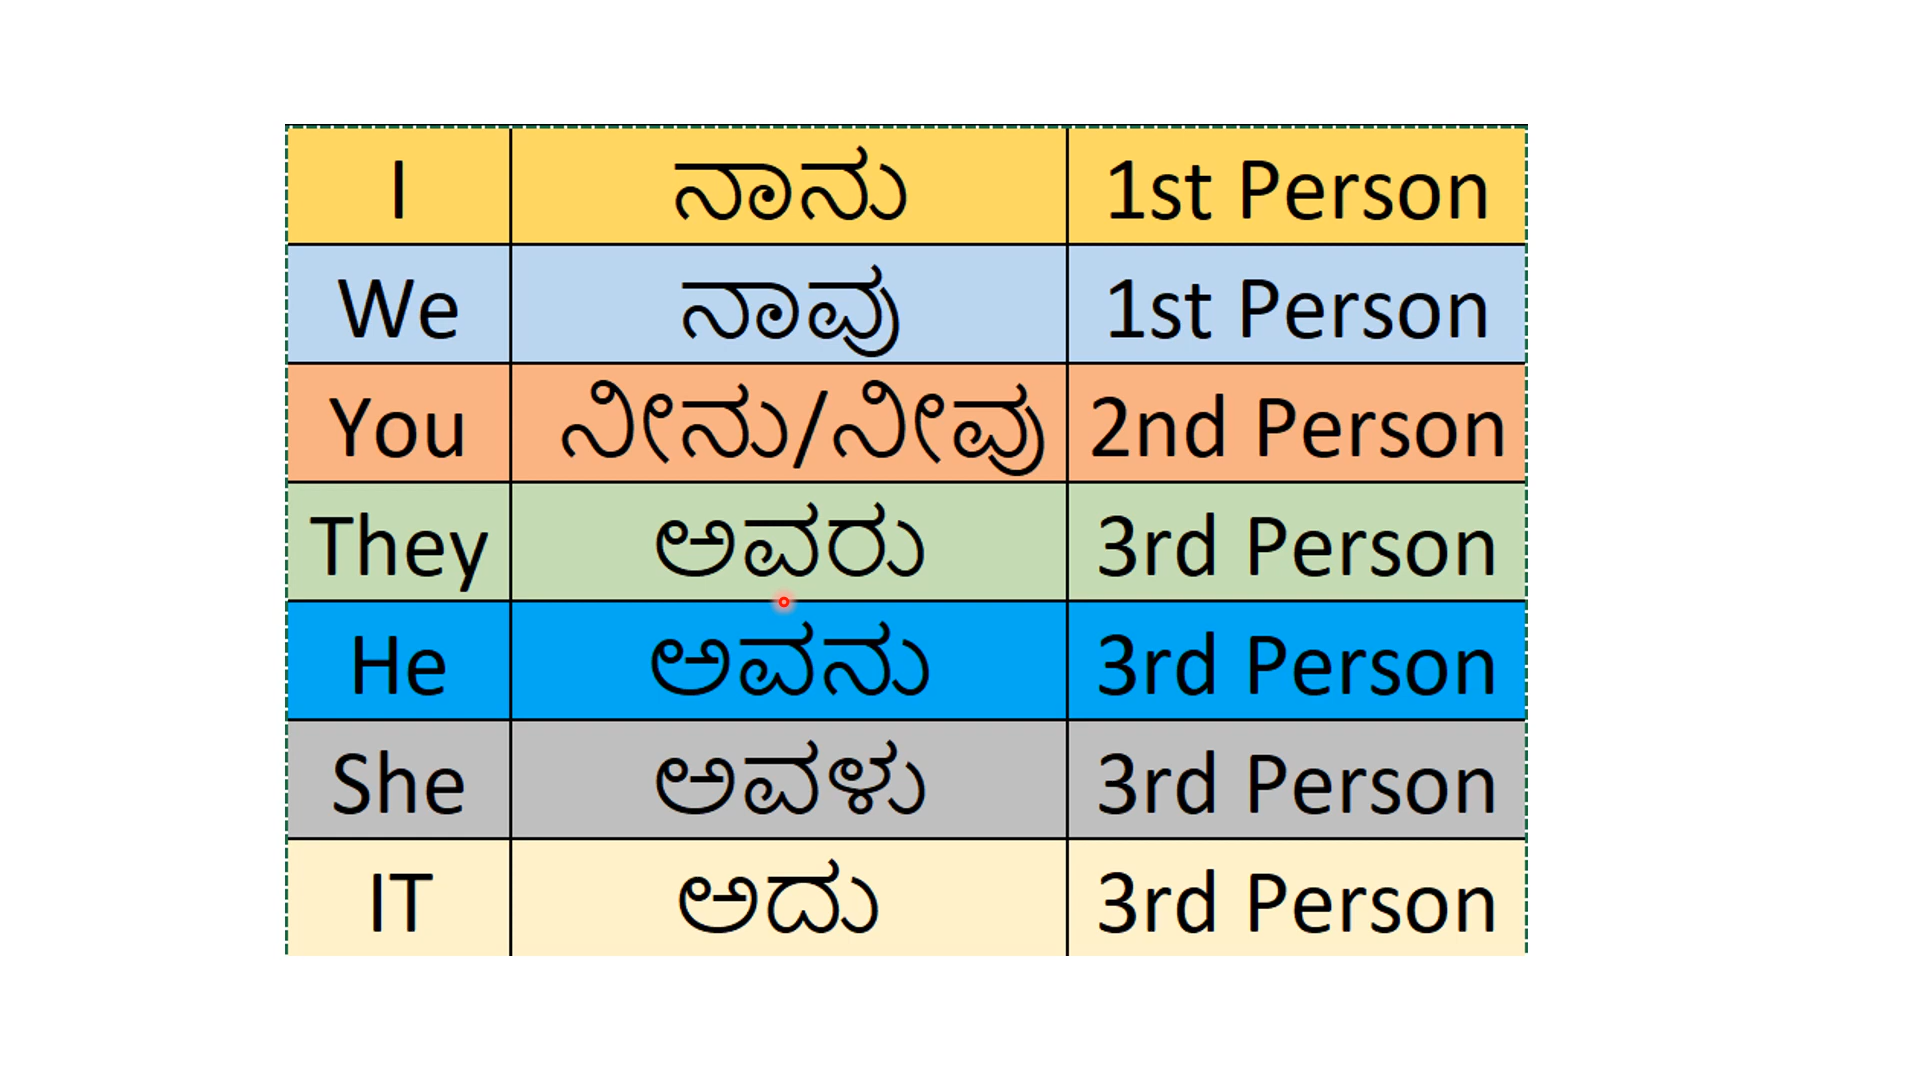 I ನಾನು 1st Person
We ನಾವು 1st Person
You ನೀನು/ನೀವು 2nd Person
They ಅವರು 3rd Person
He ಅವನು 3rd Person
She ಅವಳು 3rd Person
IT ಅದು 3rd Person